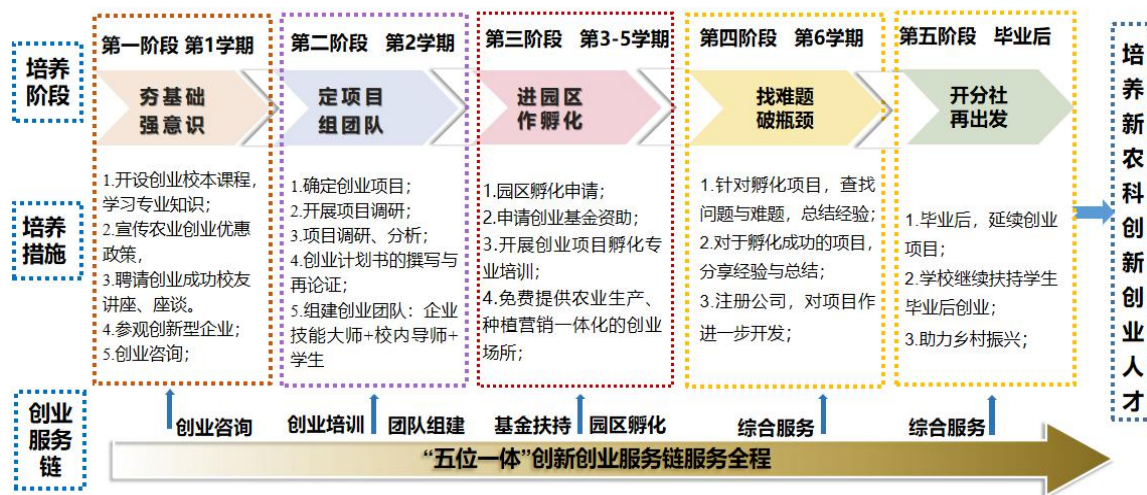 培养
阶段
第一阶段 第1学期
夯基础
强意识
第二阶段 第2学期
定项目
组团队
第三阶段 第3-5学期
进园区
作孵化
第四阶段 第6学期
找难题
破瓶颈
第五阶段 毕业后
开分社
再出发
培养
措施
1.开设创业校本课程，
学习专业知识；
2.宣传农业创业优惠
政策，
3.聘请创业成功校友
讲座、座谈。
4.参观创新型企业；
5.创业咨询；
1.确定创业项目；
2.开展项目调研；
3.项目调研、分析；
4.创业计划书的撰写与
再论证；
5.组建创业团队：企业
技能大师+校内导师+
学生
1.园区孵化申请；
2.申请创业基金资助；
3.开展创业项目孵化专
业培训；
4.免费提供农业生产、
种植营销一体化的创业
场所；
1.针对孵化项目，查找
问题与难题，总结经验；
2.对于孵化成功的项目，
分享经验与总结；
3.注册公司，对项目作
进一步开发；
1.毕业后，延续创业
项目；
2.学校继续扶持学生
毕业后创业；
3.助力乡村振兴；
创业
服务
链
创业咨询
创业培训
团队组建
基金扶持
园区孵化
综合服务
综合服务
“五位一体”创新创业服务链服务全程
培养新农科创新创业人才